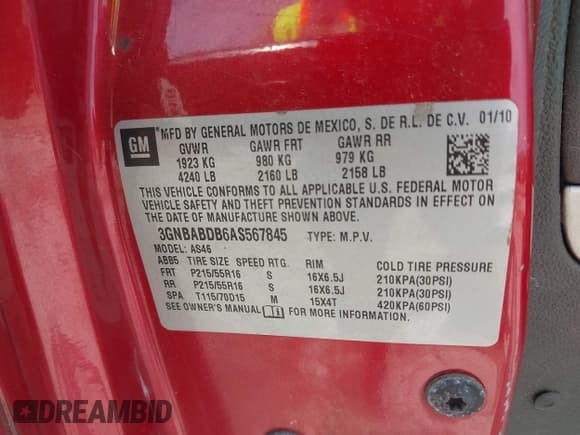 GM MFD BY GENERAL MOTORS DE MEXICO, S. DE R.L. DE C.V. 01/10
GVWR GAWR FRT GAWR RR
1923 KG 980 KG 979 KG
4240 LB 2160 LB 2158 LB
THIS VEHICLE CONFORMS TO ALL APPLICABLE U.S. FEDERAL MOTOR
VEHICLE SAFETY AND THEFT PREVENTION STANDARDS IN EFFECT ON
THE DATE OF MANUFACTURE SHOWN ABOVE.
3GNBABDB6AS567845 TYPE: M.P.V.
MODEL: AS46
ABB5 TIRE SIZE SPEED RTG. RIM COLD TIRE PRESSURE
FRT P215/55R16 S 16X6.5J 210KPA(30PSI)
RR P215/55R16 S 16X6.5J 210KPA(30PSI)
SPA T115/70D15 M 15X4T 420KPA(60PSI)
SEE OWNER'S MANUAL FOR MORE INFORMATION.
DREAMBID